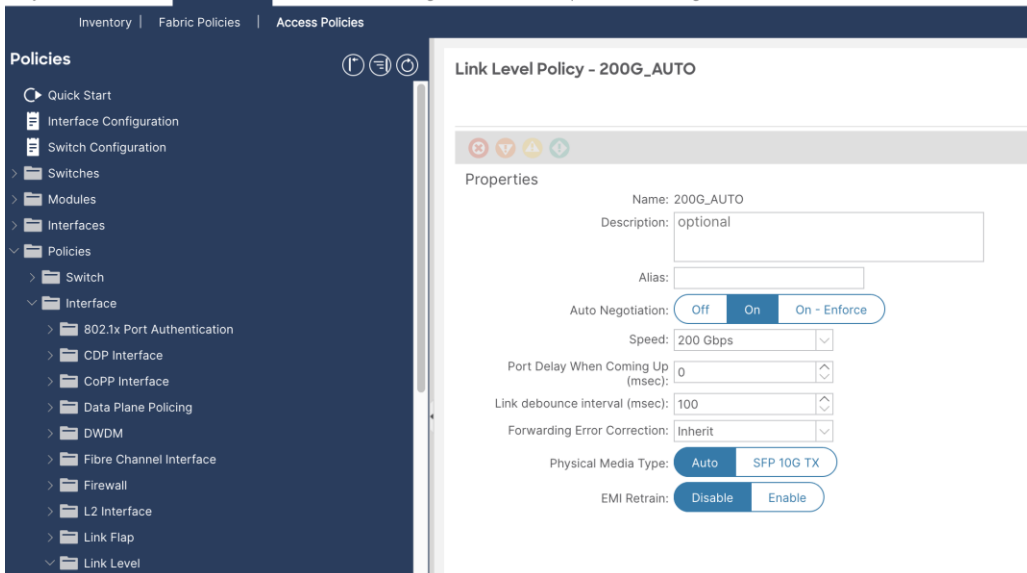 Inventory | Fabric Policies | Access Policies
Policies
Quick Start
Interface Configuration
Switch Configuration
Switches
Modules
Interfaces
Policies
Switch
Interface
802.1x Port Authentication
CDP Interface
CoPP Interface
Data Plane Policing
DWDM
Fibre Channel Interface
Firewall
L2 Interface
Link Flap
Link Level
Link Level Policy - 200G_AUTO
Properties
Name: 200G_AUTO
Description: optional
Alias:
Auto Negotiation: Off On On - Enforce
Speed: 200 Gbps
Port Delay When Coming Up
(msec): 0
Link debounce interval (msec): 100
Forwarding Error Correction: Inherit
Physical Media Type: Auto SFP 10G TX
EMI Retrain: Disable Enable